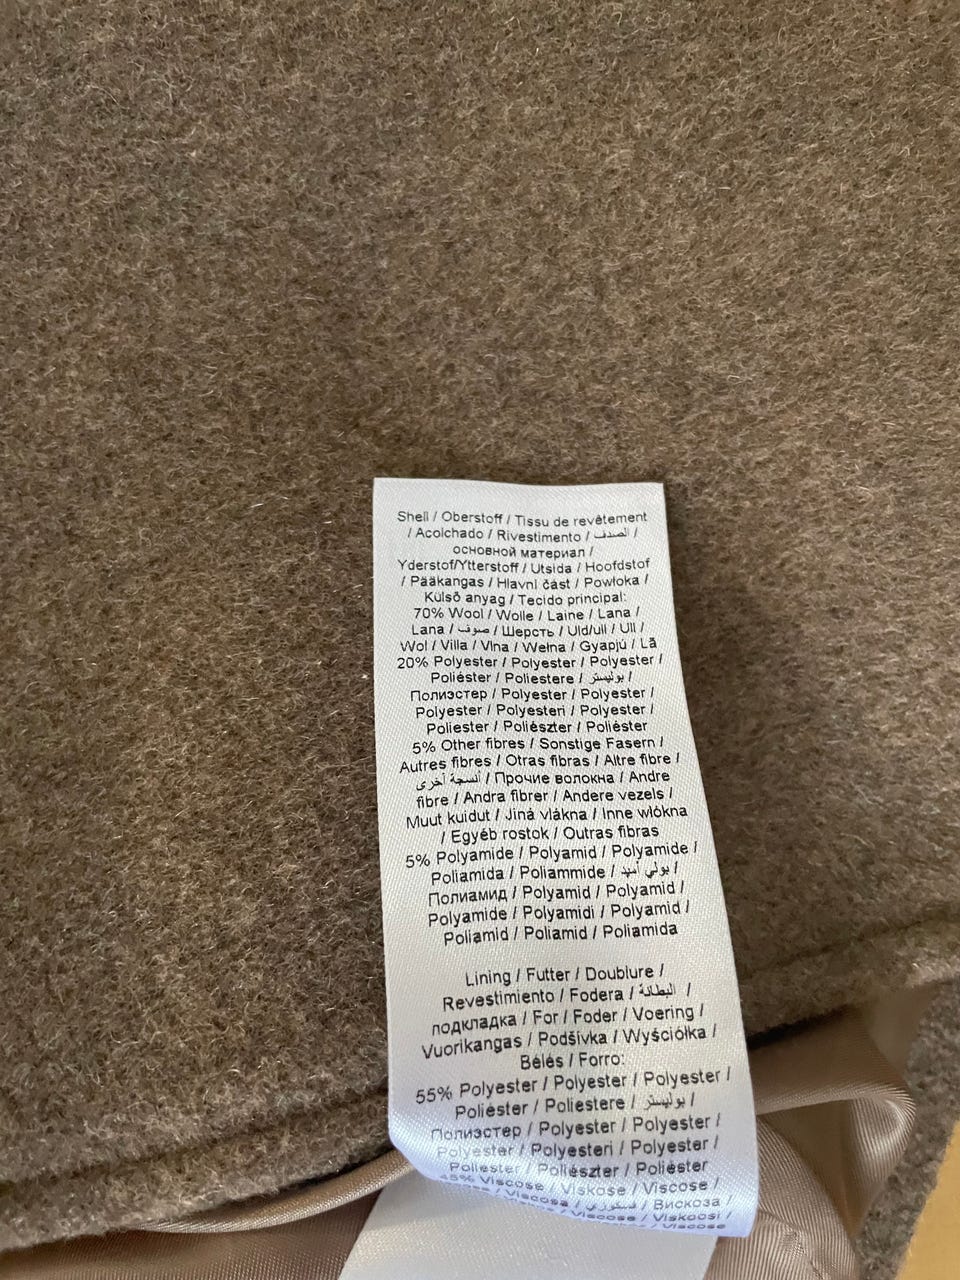 Shell / Oberstoff / Tissu de revêtement
/ Acolchado / Rivestimento / الصدف /
основной материал /
Yderstof/Ytterstoff / Utsida / Hoofdstof
/ Pääkangas / Hlavní část / Powłoka /
Külső anyag / Tecido principal:
70% Wool / Wolle / Laine / Lana /
Lana / صوف / Шерсть / Uld/ull / Ull /
Wol / Villa / Vlna / Wełna / Gyapjú / Lã
20% Polyester / Polyester / Polyester /
Poliéster / Poliestere / بوليستر /
Полиэстер / Polyester / Polyester /
Polyester / Polyesteri / Polyester /
Poliester / Poliészter / Poliéster
5% Other fibres / Sonstige Fasern /
Autres fibres / Otras fibras / Altre fibre /
أنسجة أخرى / Прочие волокна / Andre
fibre / Andra fibrer / Andere vezels /
Muut kuidut / Jiná vlákna / Inne włókna
/ Egyéb rostok / Outras fibras
5% Polyamide / Polyamid / Polyamide /
Poliamida / Poliammide / بولي أميد /
Полиамид / Polyamid / Polyamid /
Polyamide / Polyamidi / Polyamid /
Poliamid / Poliamid / Poliamida
Lining / Futter / Doublure /
Revestimiento / Fodera / البطانة /
подкладка / For / Foder / Voering /
Vuorikangas / Podšívka / Wyściółka /
Bélés / Forro:
55% Polyester / Polyester / Polyester /
Poliéster / Poliestere / بوليستر /
Полиэстер / Polyester / Polyester /
Polyester / Polyesteri / Polyester /
Poliester / Poliészter / Poliéster
45% Viscose / Viskose / Viscose /
/ Viscosa / / Вискоза /
/ Viscose / Viskoosi /
Viscose